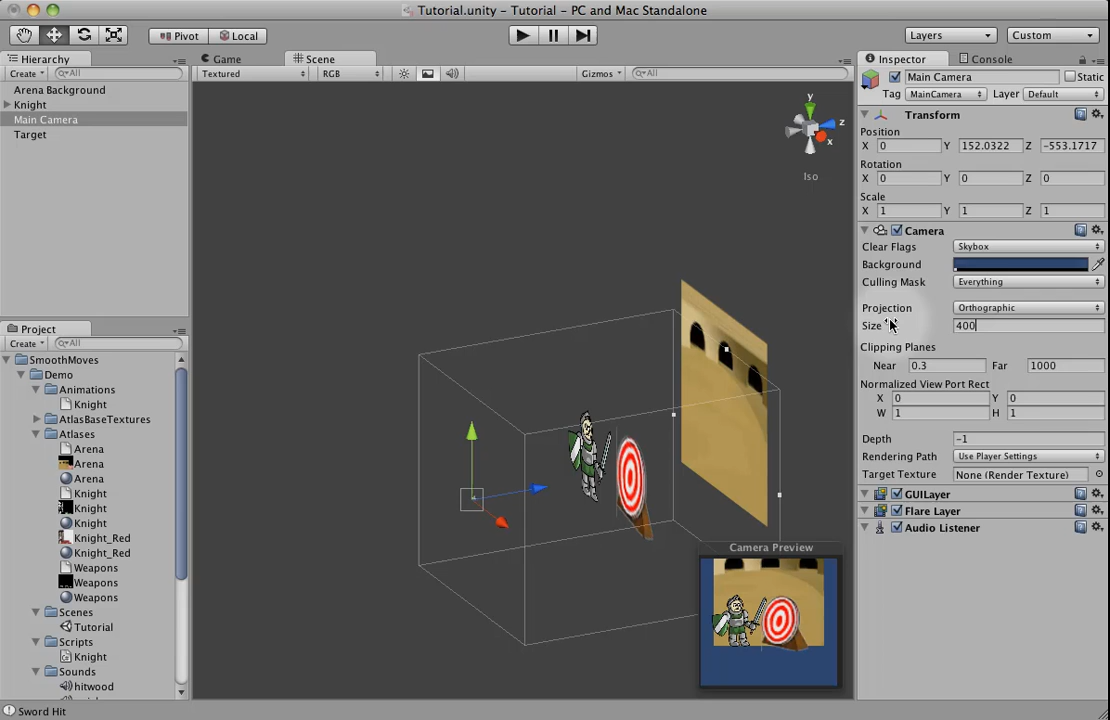 Tutorial.unity - Tutorial - PC and Mac Standalone
Pivot
Local
Layers
Custom
Hierarchy
Create
All
Arena Background
Knight
Main Camera
Target
Project
Create
All
SmoothMoves
Demo
Animations
Knight
AtlasBaseTextures
Atlases
Arena
Arena
Arena
Knight
Knight
Knight
Knight_Red
Knight_Red
Weapons
Weapons
Weapons
Scenes
Tutorial
Scripts
Knight
Sounds
hitwood
Game
Scene
Textured
RGB
Gizmos
All
y
z
x
Iso
Camera Preview
Inspector
Console
Main Camera
Static
Tag MainCamera Layer Default
Transform
Position
X 0 Y 152.0322 Z -553.1717
Rotation
X 0 Y 0 Z 0
Scale
X 1 Y 1 Z 1
Camera
Clear Flags Skybox
Background
Culling Mask Everything
Projection Orthographic
Size 400
Clipping Planes
Near 0.3 Far 1000
Normalized View Port Rect
X 0 Y 0
W 1 H 1
Depth -1
Rendering Path Use Player Settings
Target Texture None (Render Texture)
GUILayer
Flare Layer
Audio Listener
Sword Hit